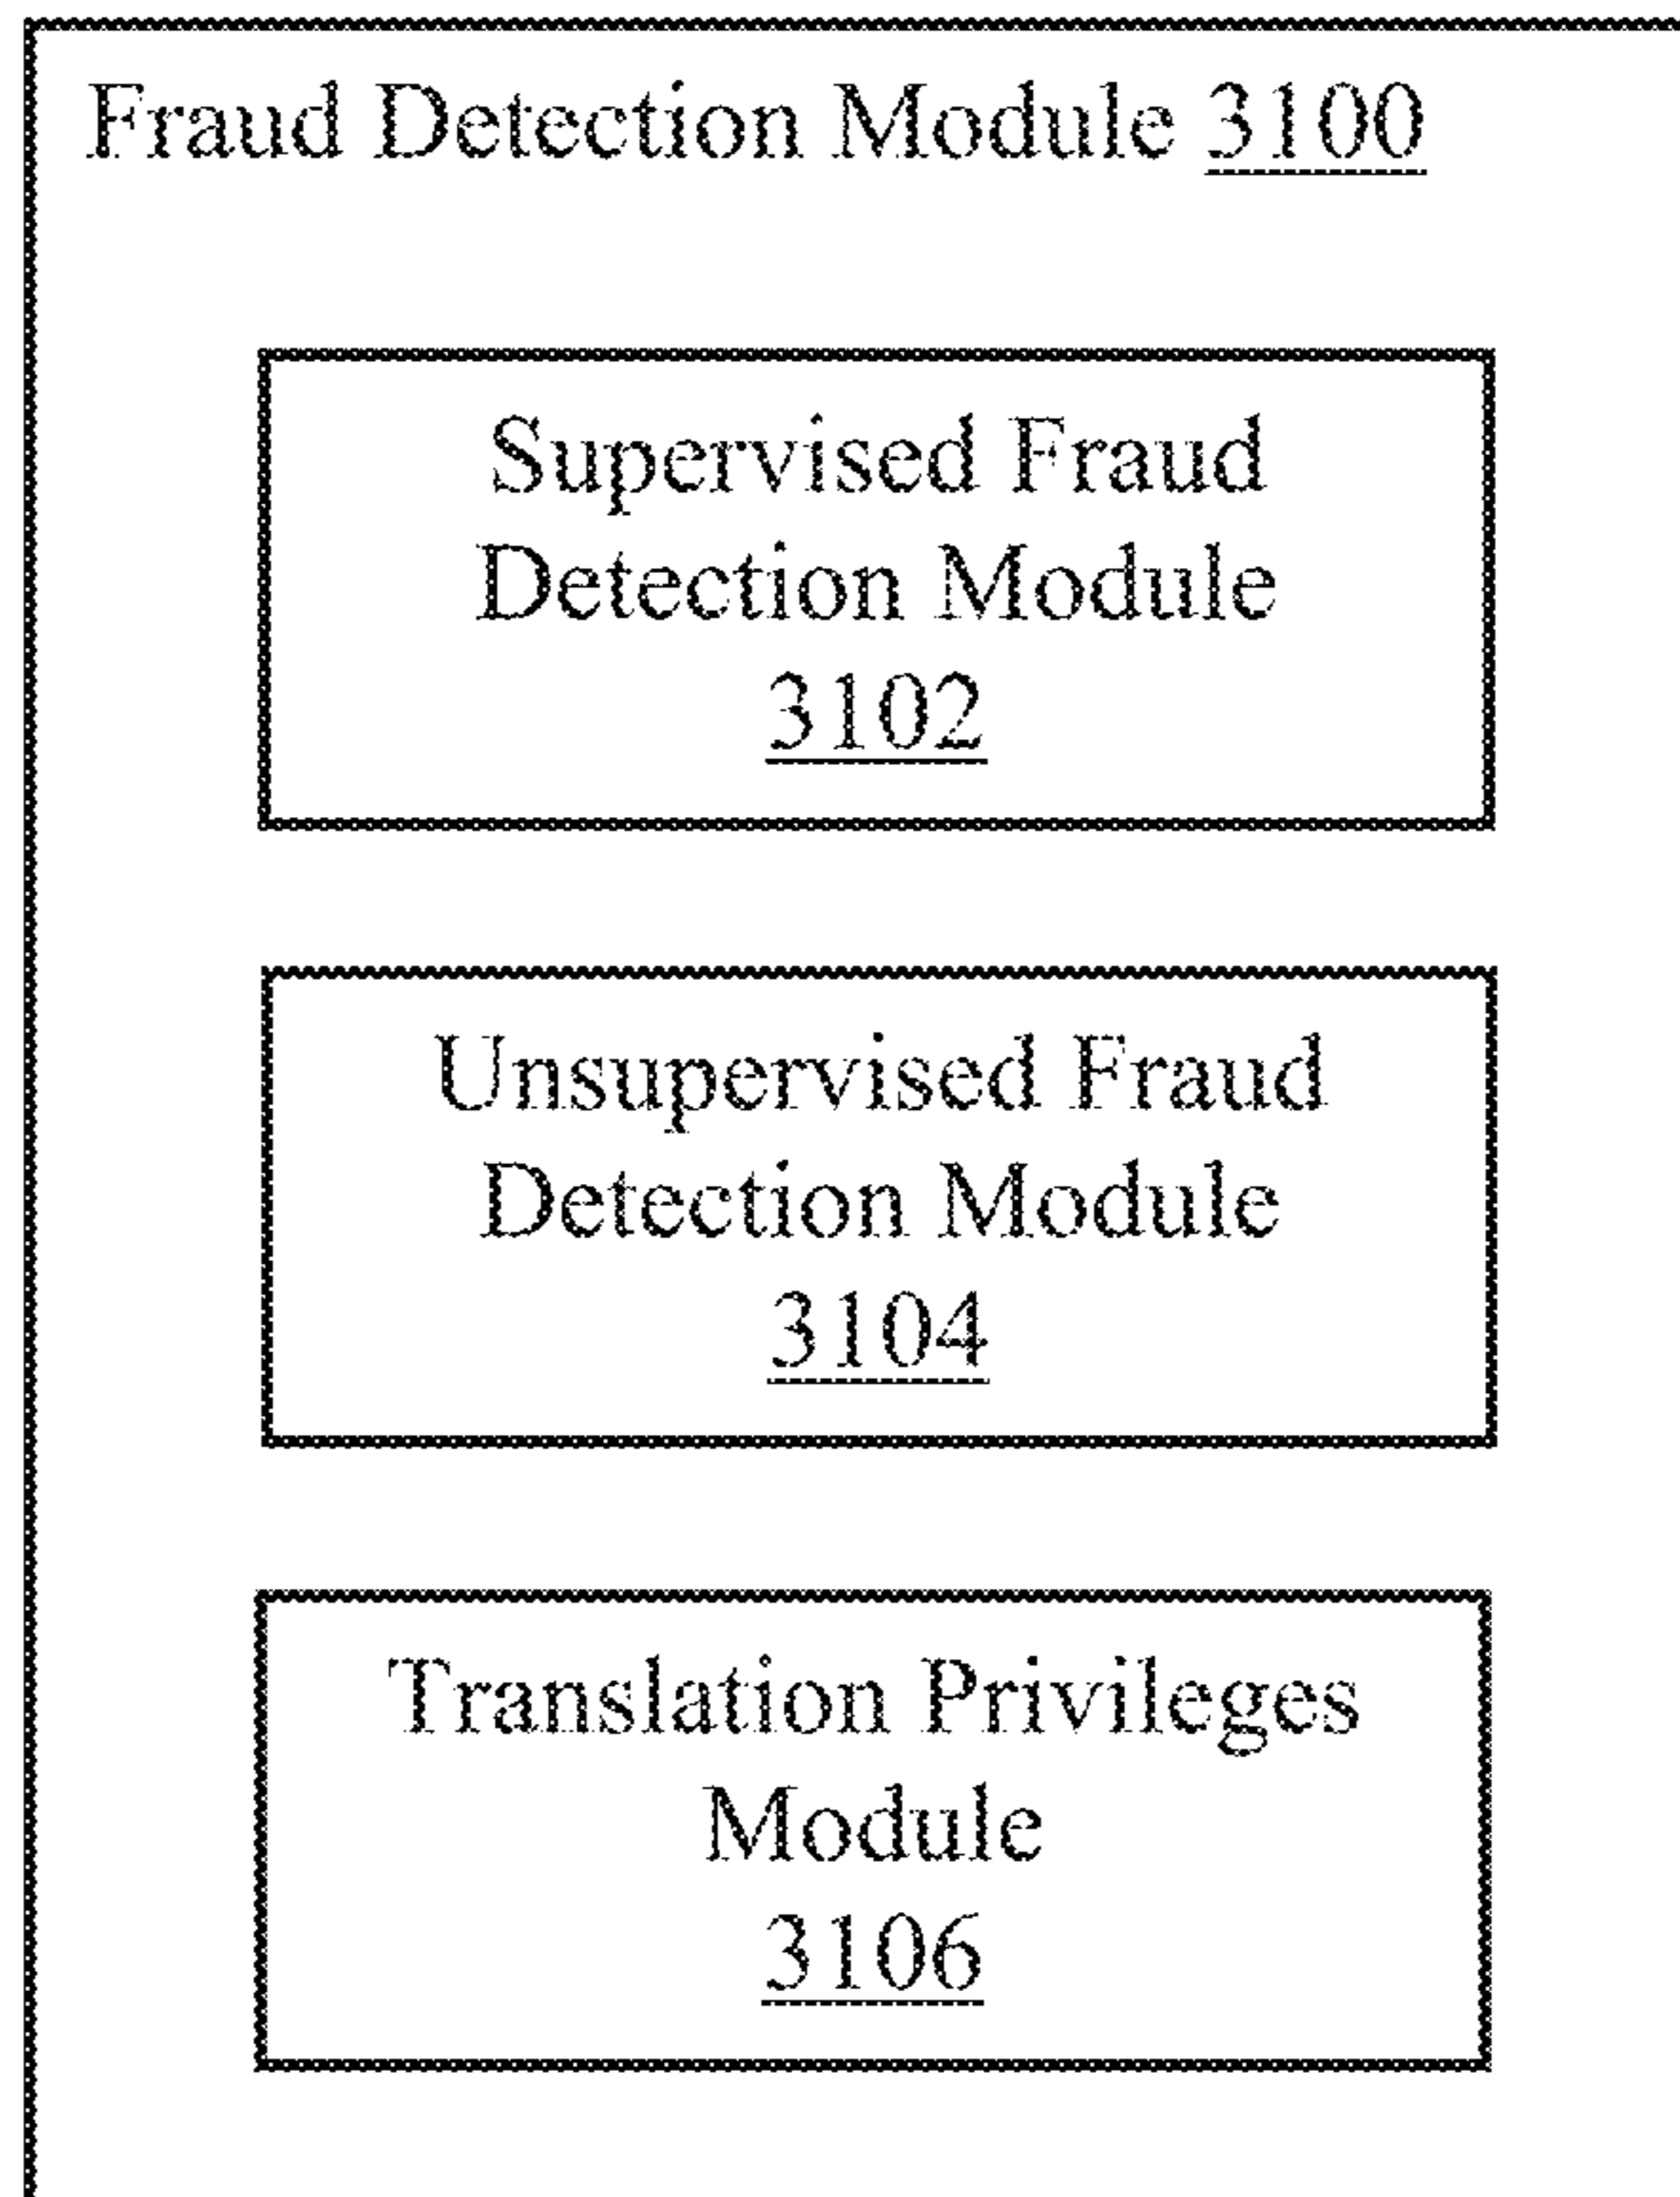 Fraud Detection Module 3100
Supervised Fraud
Detection Module
3102
Unsupervised Fraud
Detection Module
3104
Translation Privileges
Module
3106